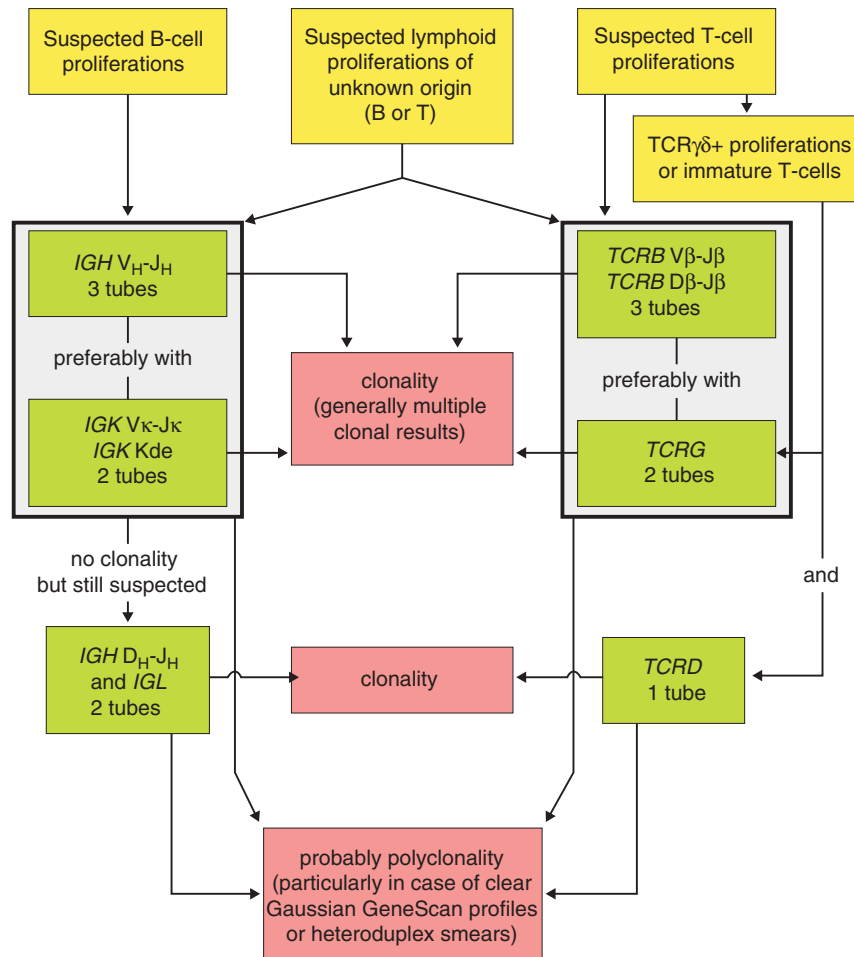 Suspected B-cell
proliferations
Suspected lymphoid
proliferations of
unknown origin
(B or T)
Suspected T-cell
proliferations
TCRγδ+ proliferations
or immature T-cells
IGH V_H-J_H
3 tubes
preferably with
IGK Vκ-Jκ
IGK Kde
2 tubes
clonality
(generally multiple
clonal results)
TCRB Vβ-Jβ
TCRB Dβ-Jβ
3 tubes
preferably with
TCRG
2 tubes
no clonality
but still suspected
and
IGH D_H-J_H
and IGL
2 tubes
clonality
TCRD
1 tube
probably polyclonality
(particularly in case of clear
Gaussian GeneScan profiles
or heteroduplex smears)